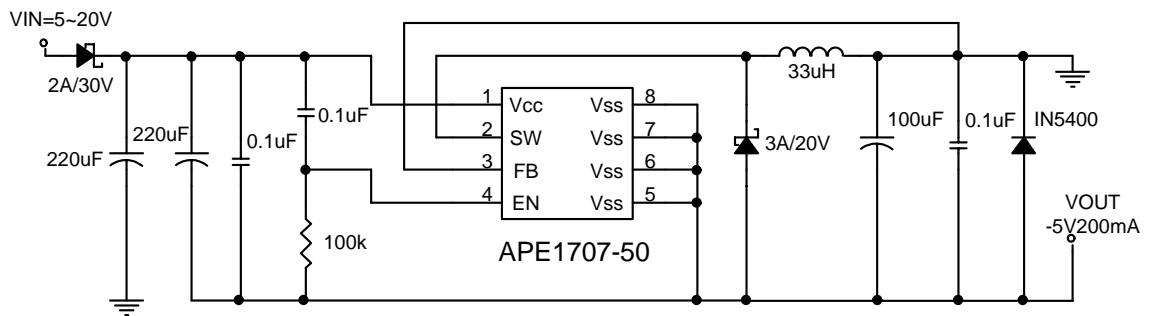 VIN=5~20V
2A/30V
220uF
220uF
0.1uF
0.1uF
100k
1 Vcc Vss 8
2 SW Vss 7
3 FB Vss 6
4 EN Vss 5
APE1707-50
33uH
3A/20V
100uF
0.1uF
IN5400
VOUT
-5V200mA